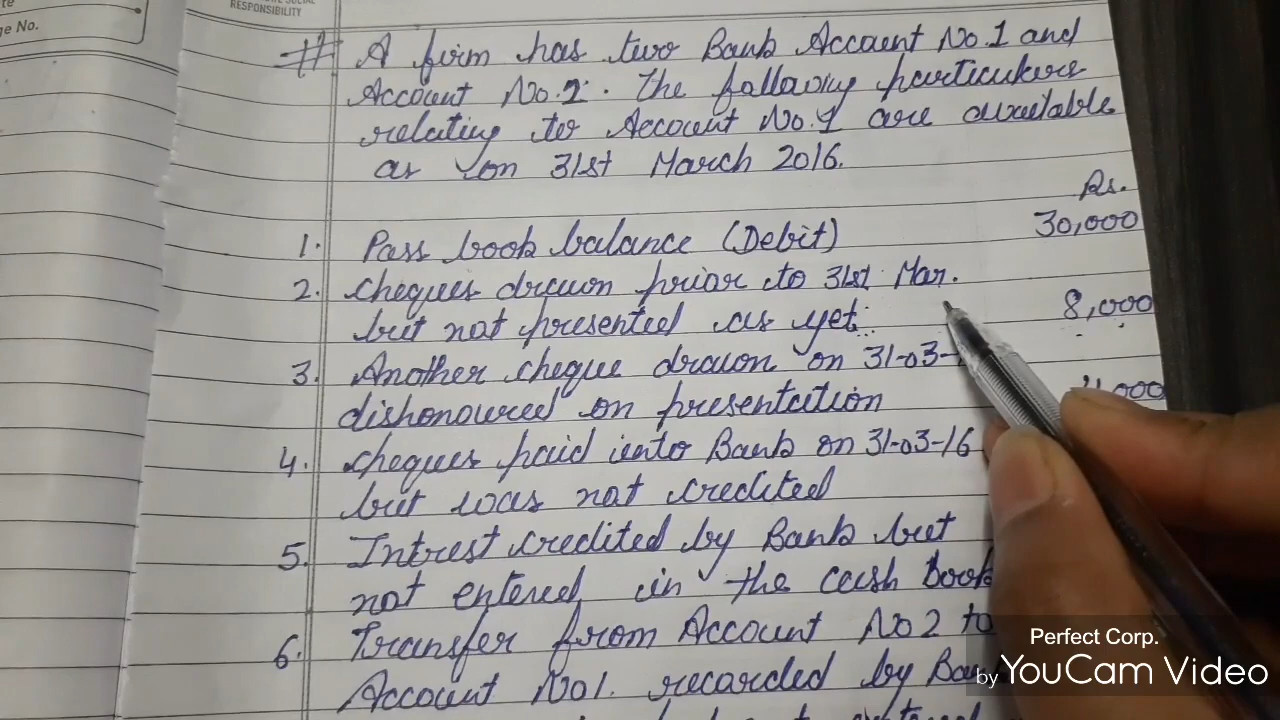 RESPONSIBILITY
ge No.
# A firm has two Bank Account No.1 and
Account No.2. The following particulars
relating to Account No.1 are available
as on 31st March 2016.
Rs.
1. Pass book balance (Debit) 30,000
2. Cheques drawn prior to 31st Mar.
but not presented as yet. 8,000
3. Another cheque drawn on 31-03-
dishonoured on presentation
4. Cheques paid into Bank on 31-03-16
but was not credited
5. Intrest credited by Bank but
not entered in the cash book
6. Transfer from Account No 2 to
Account No1. recorded by Bank
Perfect Corp.
by YouCam Video